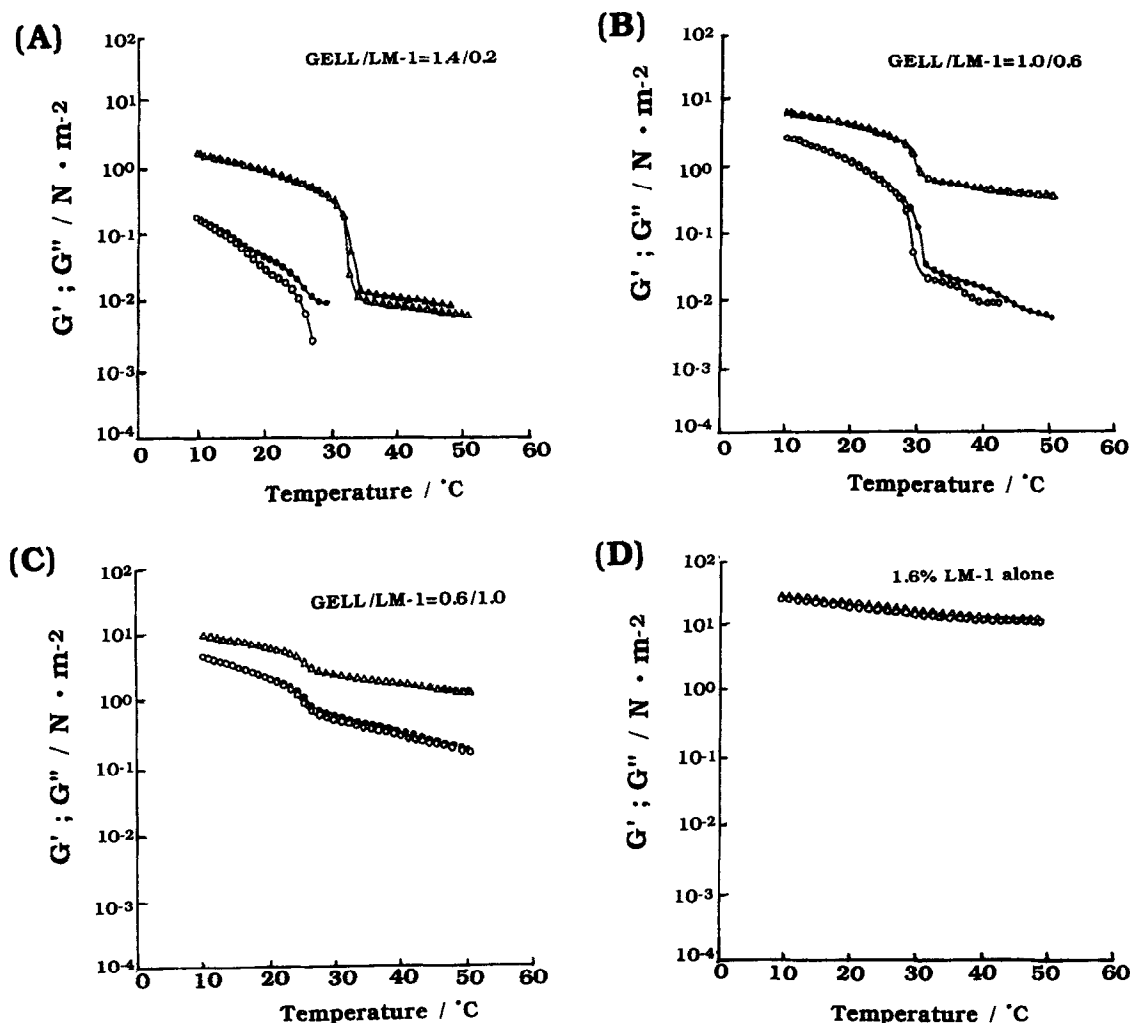 (A)
GELL/LM-1=1.4/0.2
G' ; G" / N · m-2
10²
10¹
10⁰
10-1
10-2
10-3
10-4
0 10 20 30 40 50 60
Temperature / °C
(B)
GELL/LM-1=1.0/0.6
G' ; G" / N · m-2
10²
10¹
10⁰
10-1
10-2
10-3
10-4
0 10 20 30 40 50 60
Temperature / °C
(C)
GELL/LM-1=0.6/1.0
G' ; G" / N · m-2
10²
10¹
10⁰
10-1
10-2
10-3
10-4
0 10 20 30 40 50 60
Temperature / °C
(D)
1.6% LM-1 alone
G' ; G" / N · m-2
10²
10¹
10⁰
10-1
10-2
10-3
10-4
0 10 20 30 40 50 60
Temperature / °C